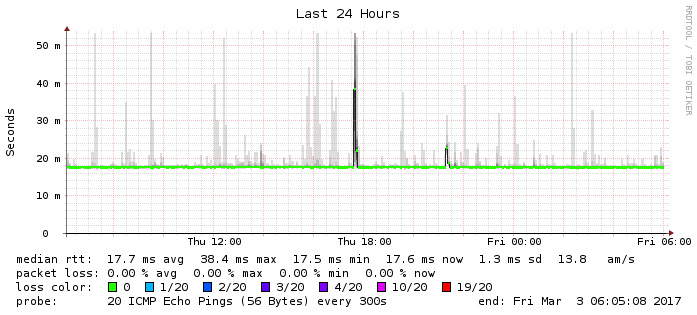 Last 24 Hours
RRDTOOL / TOBI OETIKER
Seconds
50 m
40 m
30 m
20 m
10 m
0
Thu 12:00 Thu 18:00 Fri 00:00 Fri 06:00
median rtt: 17.7 ms avg 38.4 ms max 17.5 ms min 17.6 ms now 1.3 ms sd 13.8 am/s
packet loss: 0.00 % avg 0.00 % max 0.00 % min 0.00 % now
loss color: 0 1/20 2/20 3/20 4/20 10/20 19/20
probe: 20 ICMP Echo Pings (56 Bytes) every 300s end: Fri Mar 3 06:05:08 2017